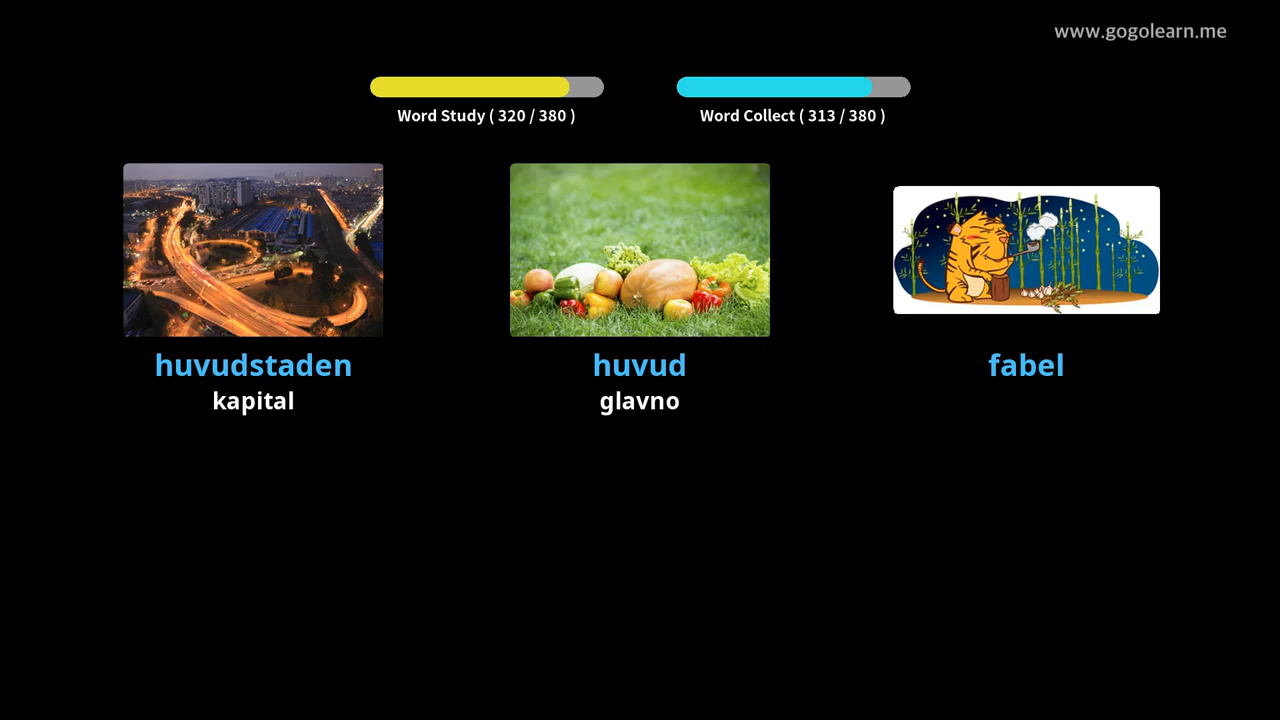 www.gogolearn.me
Word Study ( 320 / 380 )
Word Collect ( 313 / 380 )
huvudstaden
kapital
huvud
glavno
fabel